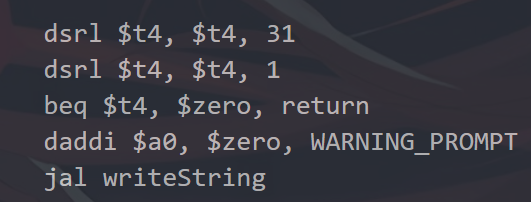 dsrl $t4, $t4, 31
dsrl $t4, $t4, 1
beq $t4, $zero, return
daddi $a0, $zero, WARNING_PROMPT
jal writeString